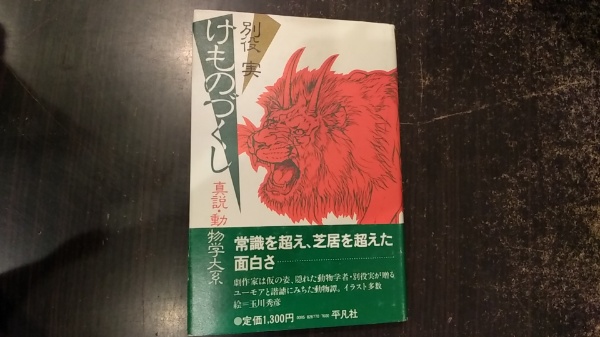 別役 実
けものづくし
真説・動物学大系
常識を超え、芝居を超えた
面白さ
劇作家は仮の姿、隠れた動物学者・別役実が贈る
ユーモアと諧謔にみちた動物譚。イラスト多数
絵=玉川秀彦
●定価1,300円
平凡社